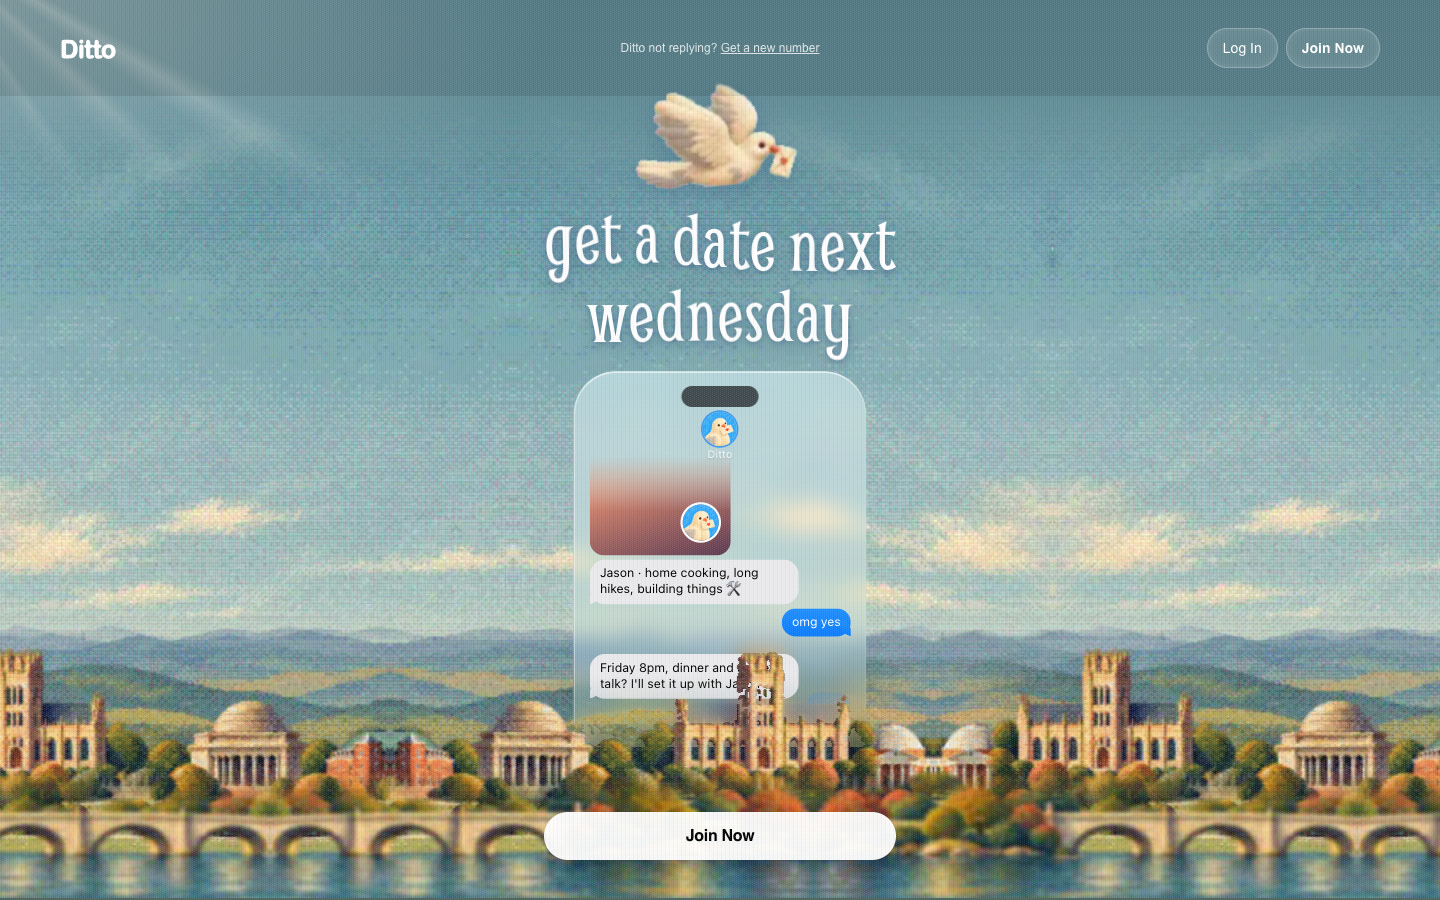 Ditto
Ditto not replying? Get a new number
Log In
Join Now
get a date next
wednesday
Ditto
Jason · home cooking, long
hikes, building things 🛠
omg yes
Friday 8pm, dinner and
talk? I'll set it up with
Join Now